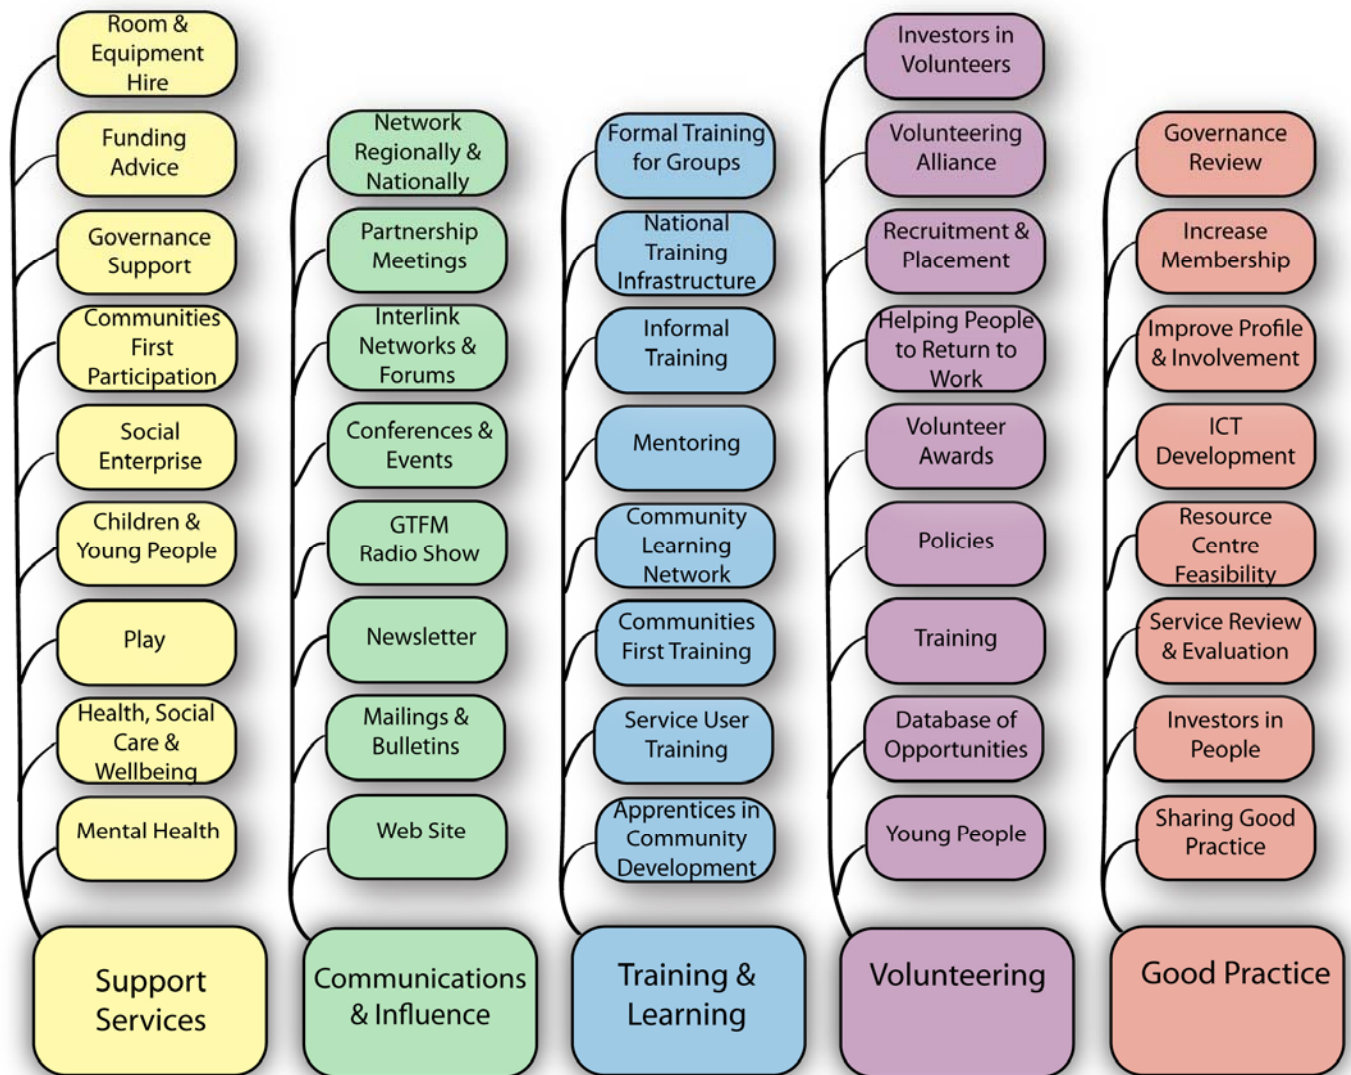 Room &
Equipment
Hire
Funding
Advice
Governance
Support
Communities
First
Participation
Social
Enterprise
Children &
Young People
Play
Health, Social
Care &
Wellbeing
Mental Health
Support
Services
Network
Regionally &
Nationally
Partnership
Meetings
Interlink
Networks &
Forums
Conferences &
Events
GTFM
Radio Show
Newsletter
Mailings &
Bulletins
Web Site
Communications
& Influence
Formal Training
for Groups
National
Training
Infrastructure
Informal
Training
Mentoring
Community
Learning
Network
Communities
First Training
Service User
Training
Apprentices in
Community
Development
Training &
Learning
Investors in
Volunteers
Volunteering
Alliance
Recruitment &
Placement
Helping People
to Return to
Work
Volunteer
Awards
Policies
Training
Database of
Opportunities
Young People
Volunteering
Governance
Review
Increase
Membership
Improve Profile
& Involvement
ICT
Development
Resource
Centre
Feasibility
Service Review
& Evaluation
Investors in
People
Sharing Good
Practice
Good Practice